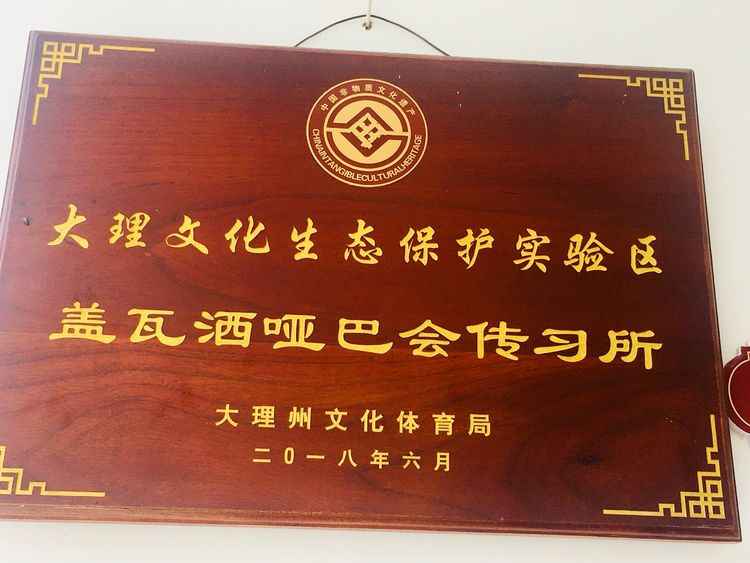 中国非物质文化遗产
CHINAINTANGIBLECULTURALHERITAGE
大理文化生态保护实验区
盖瓦洒哑巴会传习所
大理州文化体育局
二0一八年六月